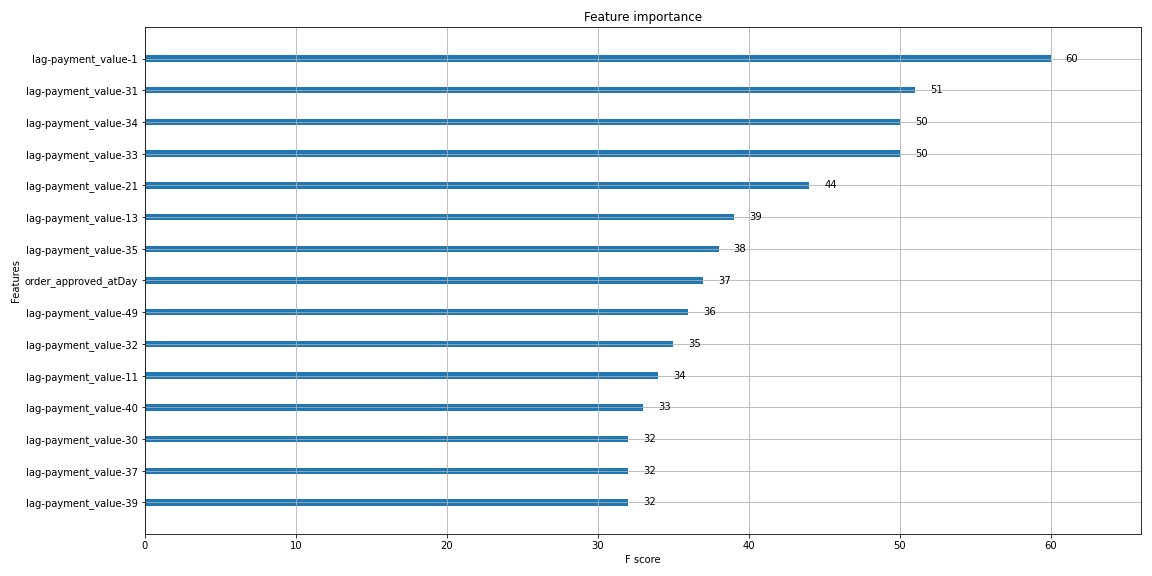 Feature importance
lag-payment_value-1 60
lag-payment_value-31 51
lag-payment_value-34 50
lag-payment_value-33 50
lag-payment_value-21 44
lag-payment_value-13 39
lag-payment_value-35 38
order_approved_atDay 37
lag-payment_value-49 36
lag-payment_value-32 35
lag-payment_value-11 34
lag-payment_value-40 33
lag-payment_value-30 32
lag-payment_value-37 32
lag-payment_value-39 32
Features
0 10 20 30 40 50 60
F score